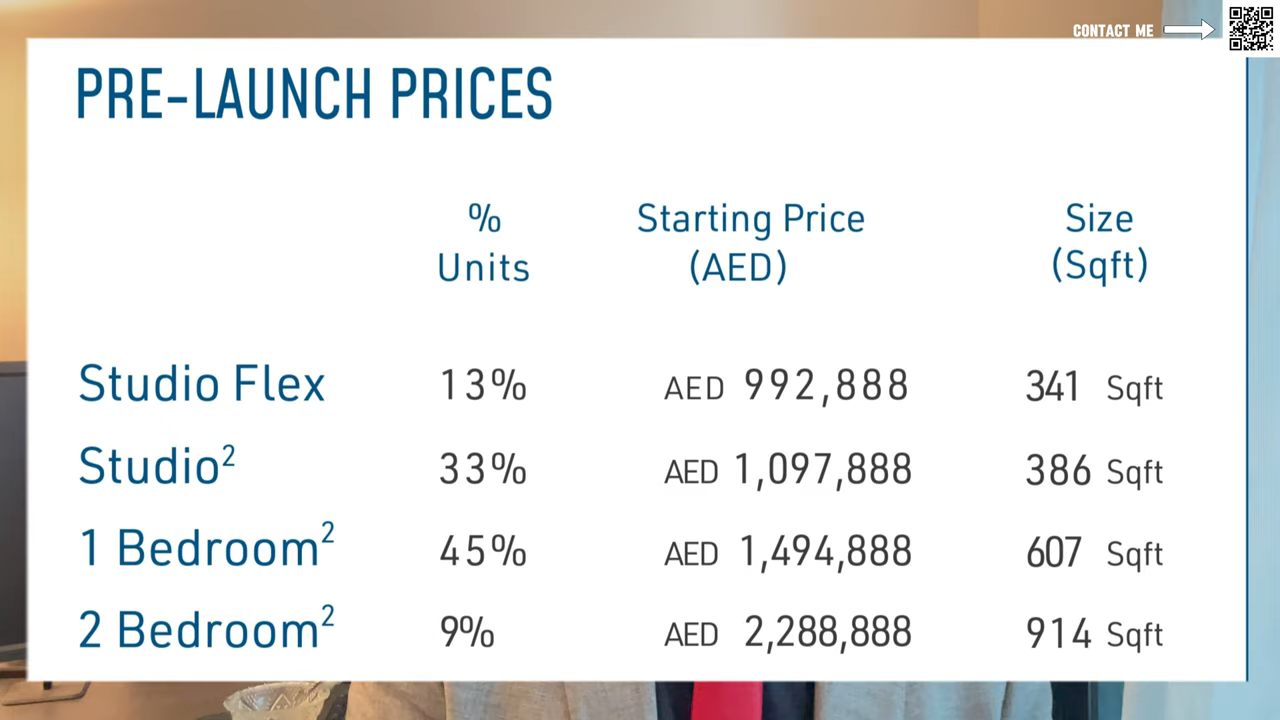 CONTACT ME
PRE-LAUNCH PRICES
% Units
Starting Price (AED)
Size (Sqft)
Studio Flex 13% AED 992,888 341 Sqft
Studio² 33% AED 1,097,888 386 Sqft
1 Bedroom² 45% AED 1,494,888 607 Sqft
2 Bedroom² 9% AED 2,288,888 914 Sqft